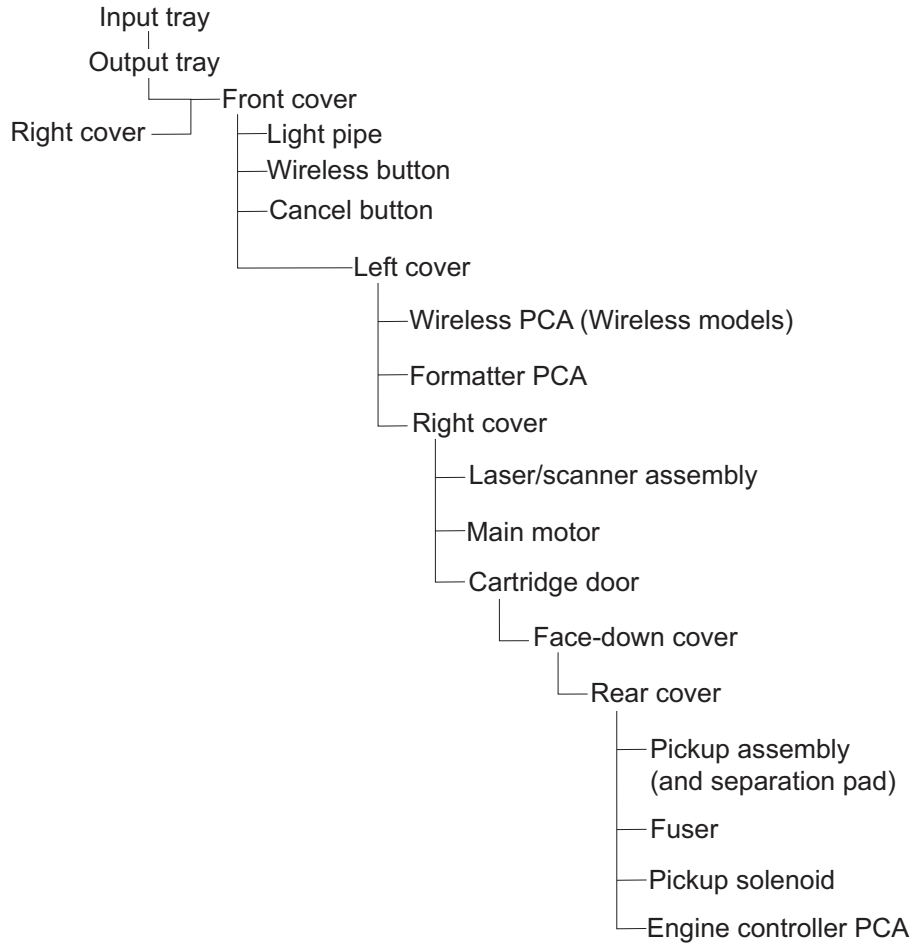 Input tray
Output tray
Front cover
Right cover
Light pipe
Wireless button
Cancel button
Left cover
Wireless PCA (Wireless models)
Formatter PCA
Right cover
Laser/scanner assembly
Main motor
Cartridge door
Face-down cover
Rear cover
Pickup assembly
(and separation pad)
Fuser
Pickup solenoid
Engine controller PCA